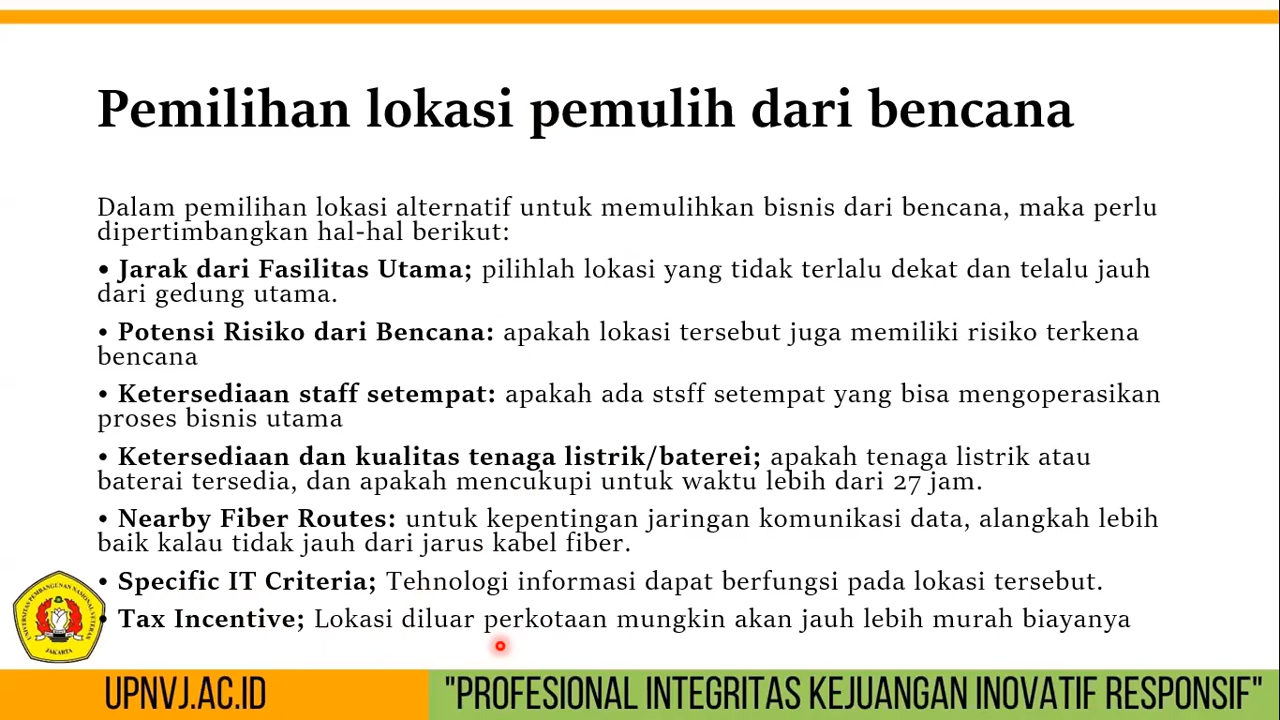 Pemilihan lokasi pemulih dari bencana
Dalam pemilihan lokasi alternatif untuk memulihkan bisnis dari bencana, maka perlu
dipertimbangkan hal-hal berikut:
• Jarak dari Fasilitas Utama; pilihlah lokasi yang tidak terlalu dekat dan telalu jauh
dari gedung utama.
• Potensi Risiko dari Bencana: apakah lokasi tersebut juga memiliki risiko terkena
bencana
• Ketersediaan staff setempat: apakah ada stsff setempat yang bisa mengoperasikan
proses bisnis utama
• Ketersediaan dan kualitas tenaga listrik/baterei; apakah tenaga listrik atau
baterai tersedia, dan apakah mencukupi untuk waktu lebih dari 27 jam.
• Nearby Fiber Routes: untuk kepentingan jaringan komunikasi data, alangkah lebih
baik kalau tidak jauh dari jarus kabel fiber.
• Specific IT Criteria; Tehnologi informasi dapat berfungsi pada lokasi tersebut.
• Tax Incentive; Lokasi diluar perkotaan mungkin akan jauh lebih murah biayanya
UNIVERSITAS PEMBANGUNAN NASIONAL VETERAN
JAKARTA
UPNVJ.AC.ID
"PROFESIONAL INTEGRITAS KEJUANGAN INOVATIF RESPONSIF"